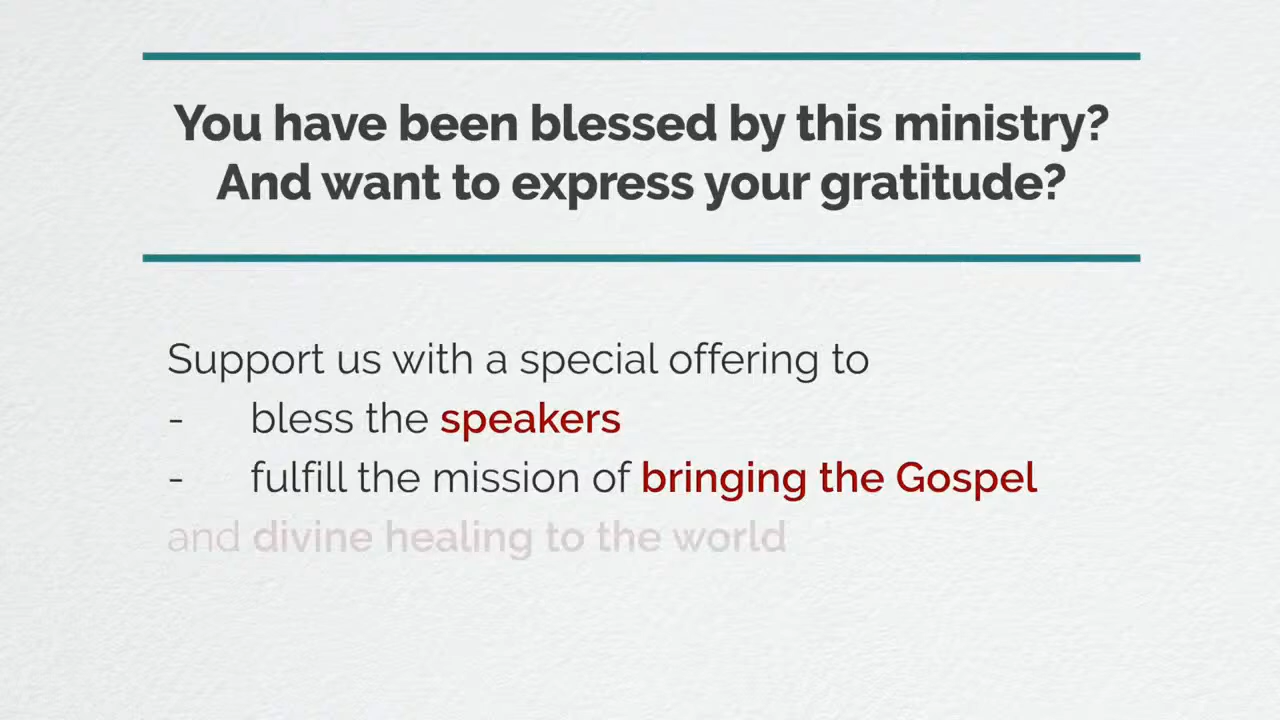 You have been blessed by this ministry?
And want to express your gratitude?
Support us with a special offering to
- bless the speakers
- fulfill the mission of bringing the Gospel
and divine healing to the world